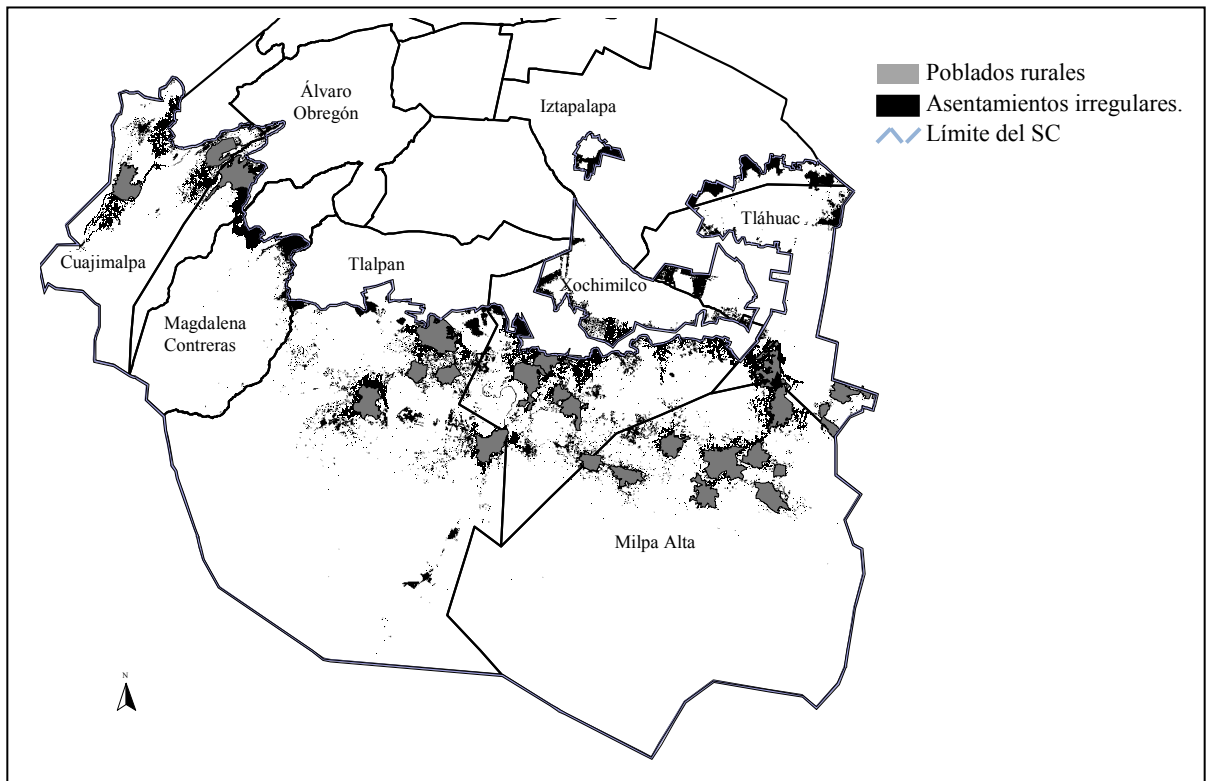 Poblados rurales
Asentamientos irregulares.
Límite del SC
Álvaro
Obregón
Iztapalapa
Tláhuac
Cuajimalpa
Tlalpan
Xochimilco
Magdalena
Contreras
Milpa Alta
N